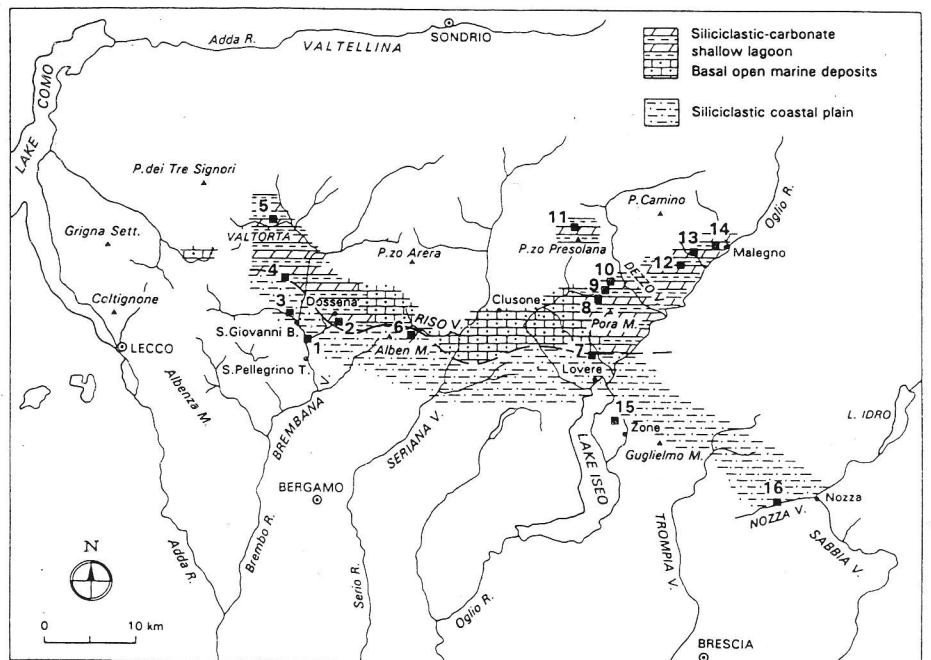 Adda R.
VALTELLINA
SONDRIO
Siliciclastic-carbonate
shallow lagoon
Basal open marine deposits
Siliciclastic coastal plain
LAKE COMO
P. dei Tre Signori
Grigna Sett.
5
VALTORTA
P.zo Arera
11
P.zo Presolana
P. Camino
Oglio R.
14
13
Malegno
12
DEZZO
10
9
8
Pora M.
4
Ccltignone
3
Dossena
2
S.Giovanni B.
1
RISO V.
6
Alben M.
Clusone
7
Lovere
LECCO
S.Pellegrino T.
Albenza M.
BREMBANA V.
SERIANA V.
15
Zone
Guglielmo M.
L. IDRO
LAKE ISEO
BERGAMO
16
Nozza
NOZZA V.
SABBIA V.
TROMPIA V.
N
Adda R.
Brembo R.
Serio R.
Oglio R.
0 10 km
BRESCIA